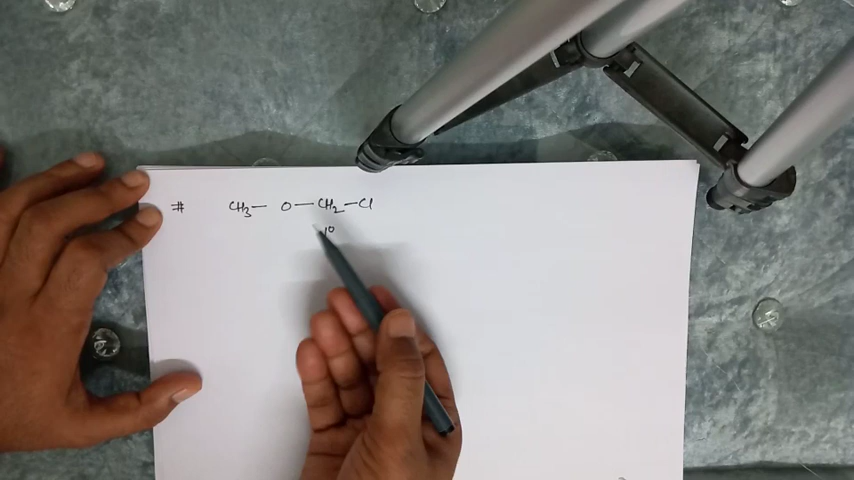 # CH₃ – O – CH₂ – Cl
1°